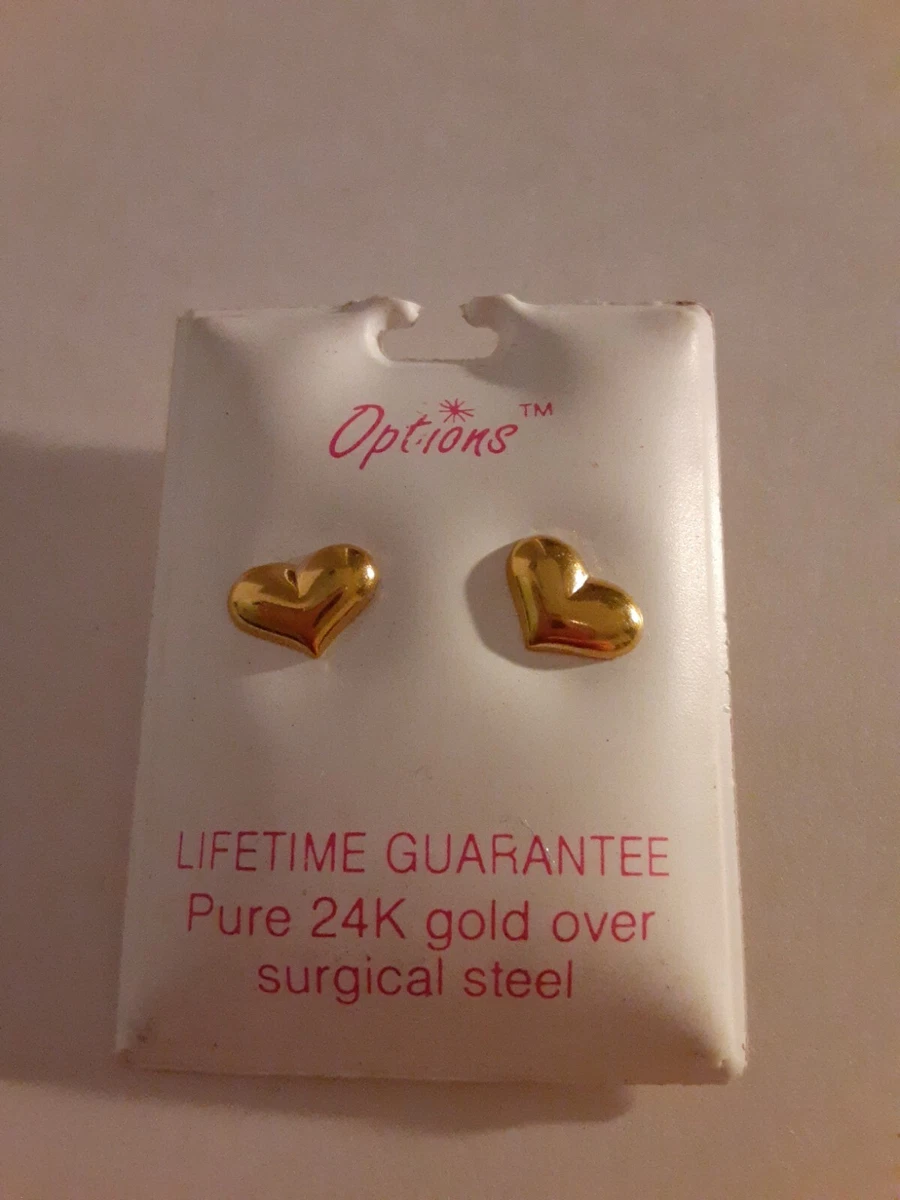 Options™
LIFETIME GUARANTEE
Pure 24K gold over
surgical steel